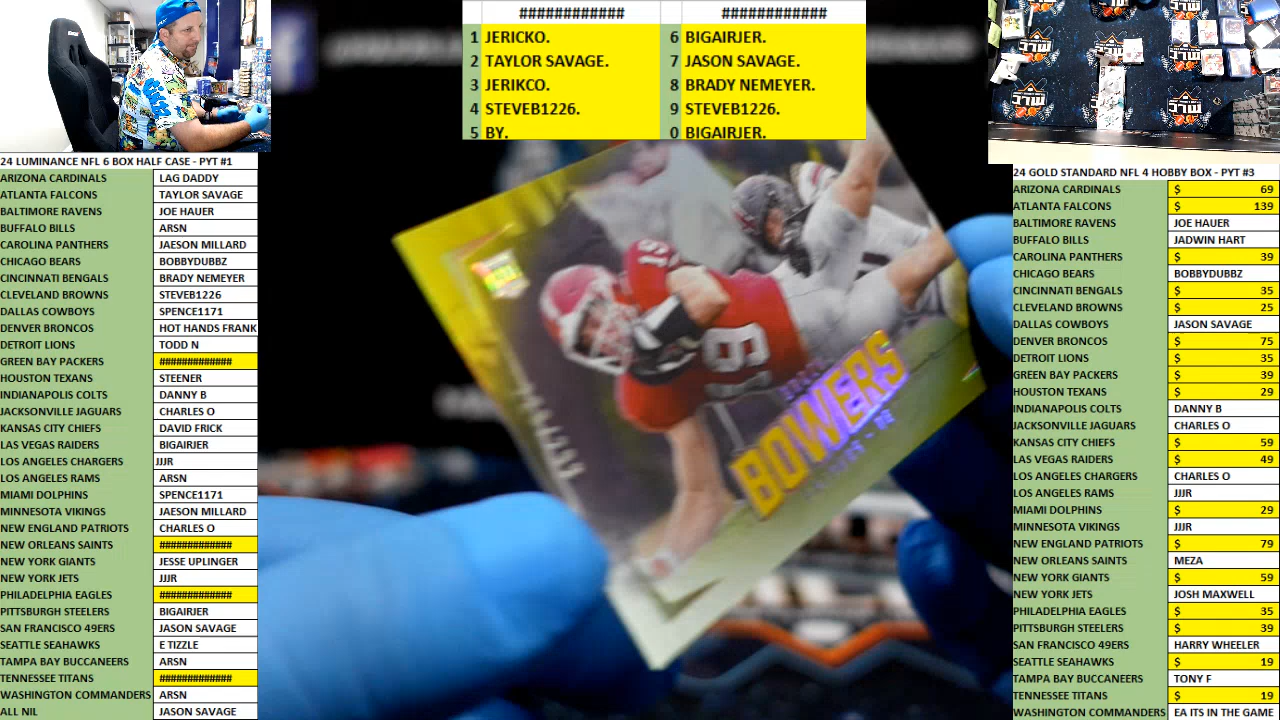 ############ ############
1 JERICKO. 6 BIGAIRJER.
2 TAYLOR SAVAGE. 7 JASON SAVAGE.
3 JERIKCO. 8 BRADY NEMEYER.
4 STEVEB1226. 9 STEVEB1226.
5 BY. 0 BIGAIRJER.
24 LUMINANCE NFL 6 BOX HALF CASE - PYT #1
ARIZONA CARDINALS LAG DADDY
ATLANTA FALCONS TAYLOR SAVAGE
BALTIMORE RAVENS JOE HAUER
BUFFALO BILLS ARSN
CAROLINA PANTHERS JAESON MILLARD
CHICAGO BEARS BOBBYDUBBZ
CINCINNATI BENGALS BRADY NEMEYER
CLEVELAND BROWNS STEVEB1226
DALLAS COWBOYS SPENCE1171
DENVER BRONCOS HOT HANDS FRANK
DETROIT LIONS TODD N
GREEN BAY PACKERS #############
HOUSTON TEXANS STEENER
INDIANAPOLIS COLTS DANNY B
JACKSONVILLE JAGUARS CHARLES O
KANSAS CITY CHIEFS DAVID FRICK
LAS VEGAS RAIDERS BIGAIRJER
LOS ANGELES CHARGERS JJJR
LOS ANGELES RAMS ARSN
MIAMI DOLPHINS SPENCE1171
MINNESOTA VIKINGS JAESON MILLARD
NEW ENGLAND PATRIOTS CHARLES O
NEW ORLEANS SAINTS #############
NEW YORK GIANTS JESSE UPLINGER
NEW YORK JETS JJJR
PHILADELPHIA EAGLES #############
PITTSBURGH STEELERS BIGAIRJER
SAN FRANCISCO 49ERS JASON SAVAGE
SEATTLE SEAHAWKS E TIZZLE
TAMPA BAY BUCCANEERS ARSN
TENNESSEE TITANS #############
WASHINGTON COMMANDERS ARSN
ALL NIL JASON SAVAGE
BOWERS
19
24 GOLD STANDARD NFL 4 HOBBY BOX - PYT #3
ARIZONA CARDINALS $ 69
ATLANTA FALCONS $ 139
BALTIMORE RAVENS JOE HAUER
BUFFALO BILLS JADWIN HART
CAROLINA PANTHERS $ 39
CHICAGO BEARS BOBBYDUBBZ
CINCINNATI BENGALS $ 35
CLEVELAND BROWNS $ 25
DALLAS COWBOYS JASON SAVAGE
DENVER BRONCOS $ 75
DETROIT LIONS $ 35
GREEN BAY PACKERS $ 39
HOUSTON TEXANS $ 29
INDIANAPOLIS COLTS DANNY B
JACKSONVILLE JAGUARS CHARLES O
KANSAS CITY CHIEFS $ 59
LAS VEGAS RAIDERS $ 49
LOS ANGELES CHARGERS CHARLES O
LOS ANGELES RAMS JJJR
MIAMI DOLPHINS $ 29
MINNESOTA VIKINGS JJJR
NEW ENGLAND PATRIOTS $ 79
NEW ORLEANS SAINTS MEZA
NEW YORK GIANTS $ 59
NEW YORK JETS JOSH MAXWELL
PHILADELPHIA EAGLES $ 35
PITTSBURGH STEELERS $ 39
SAN FRANCISCO 49ERS HARRY WHEELER
SEATTLE SEAHAWKS $ 19
TAMPA BAY BUCCANEERS TONY F
TENNESSEE TITANS $ 19
WASHINGTON COMMANDERS EA ITS IN THE GAME